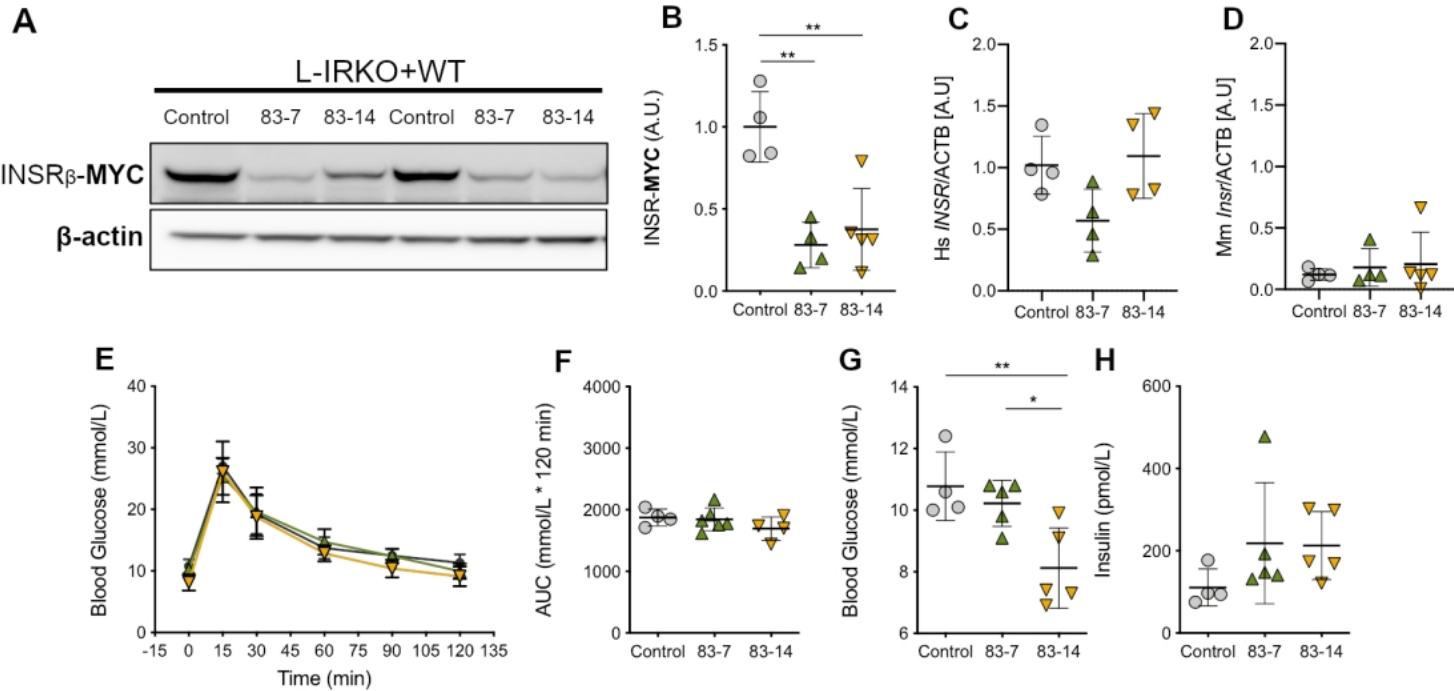 A
L-IRKO+WT
Control 83-7 83-14 Control 83-7 83-14
INSRβ-MYC
β-actin
B
**
**
INSR-MYC (A.U.)
1.5
1.0
0.5
0.0
Control 83-7 83-14
C
Hs INSR/ACTB [A.U]
2.0
1.5
1.0
0.5
0.0
Control 83-7 83-14
D
Mm Insr/ACTB [A.U]
2.0
1.5
1.0
0.5
0.0
Control 83-7 83-14
E
Blood Glucose (mmol/L)
40
30
20
10
0
-15 0 15 30 45 60 75 90 105 120 135
Time (min)
F
AUC (mmol/L * 120 min)
4000
3000
2000
1000
0
Control 83-7 83-14
G
**
*
Blood Glucose (mmol/L)
14
12
10
8
6
Control 83-7 83-14
H
Insulin (pmol/L)
600
400
200
0
Control 83-7 83-14